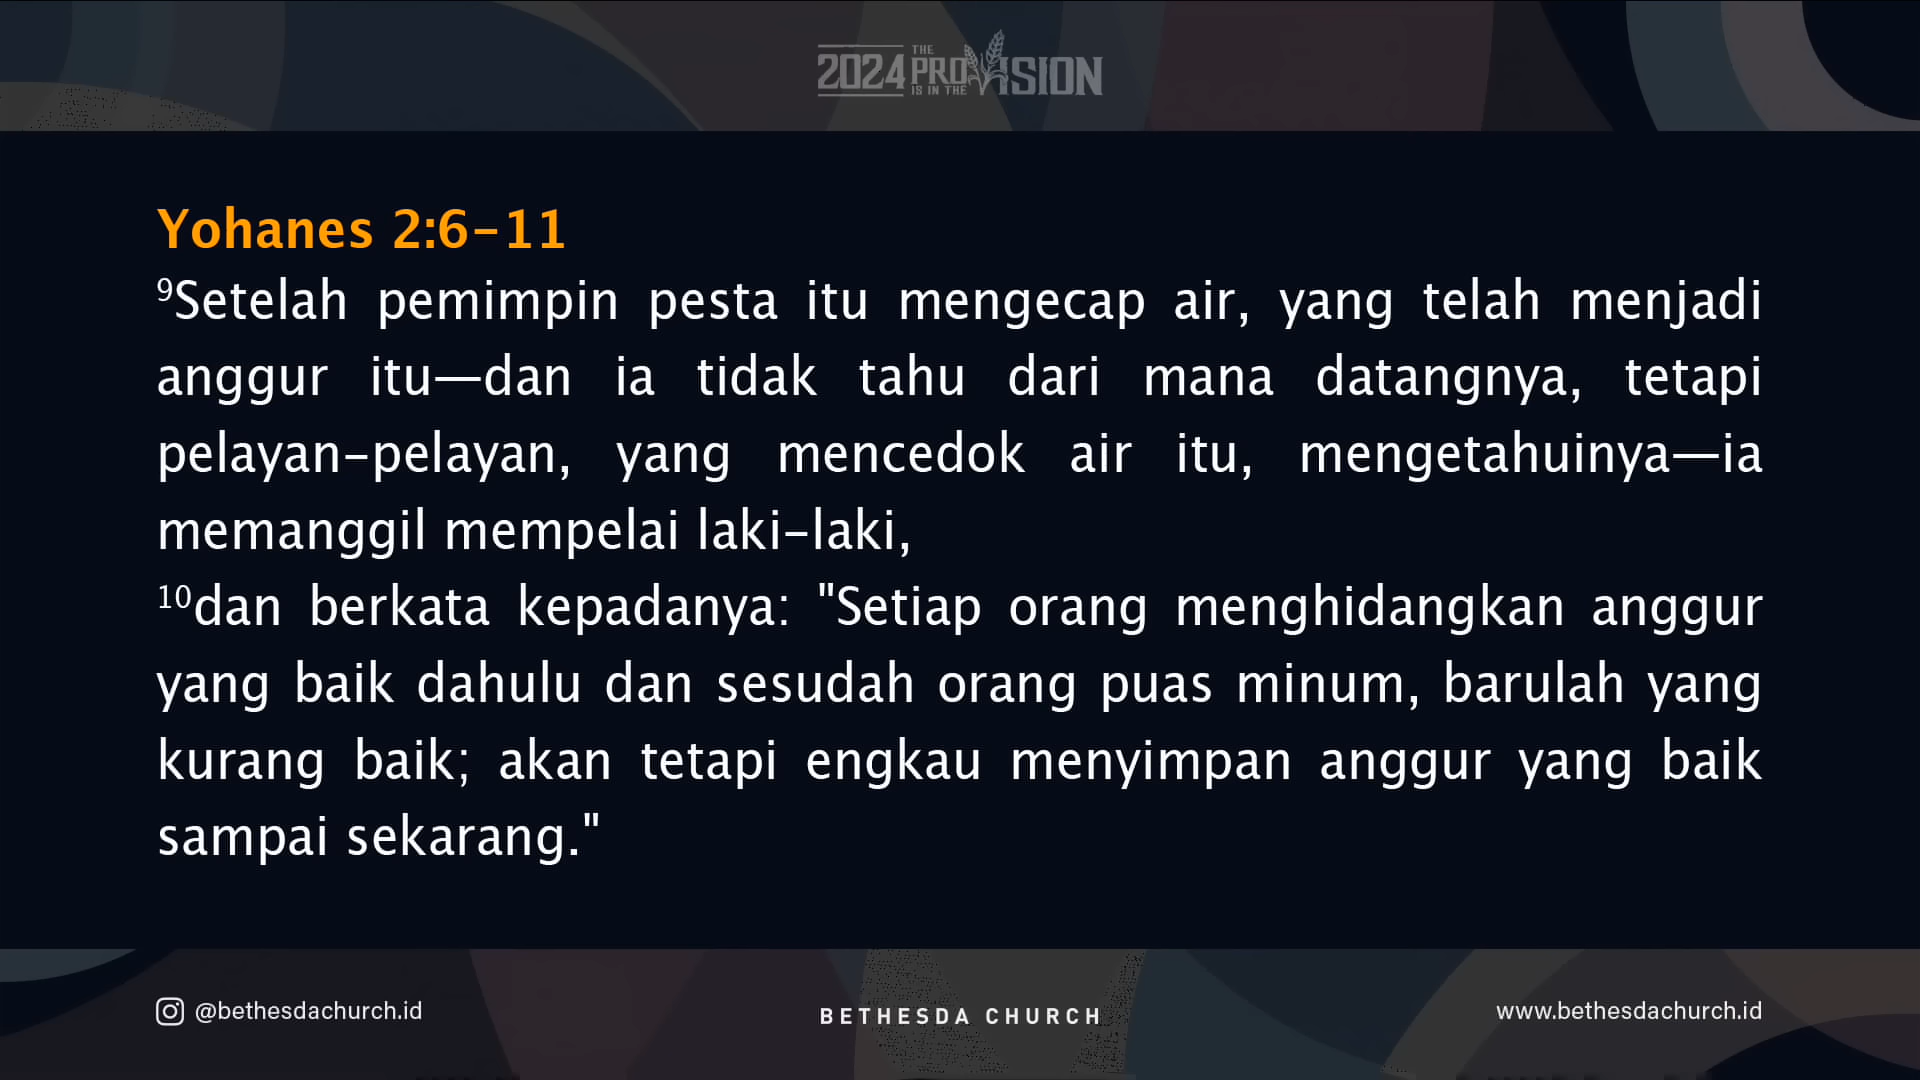 2024 THE PROVISION IS IN THE
Yohanes 2:6-11
⁹Setelah pemimpin pesta itu mengecap air, yang telah menjadi
anggur itu—dan ia tidak tahu dari mana datangnya, tetapi
pelayan-pelayan, yang mencedok air itu, mengetahuinya—ia
memanggil mempelai laki-laki,
¹⁰dan berkata kepadanya: "Setiap orang menghidangkan anggur
yang baik dahulu dan sesudah orang puas minum, barulah yang
kurang baik; akan tetapi engkau menyimpan anggur yang baik
sampai sekarang."
@bethesdachurch.id
BETHESDA CHURCH
www.bethesdachurch.id